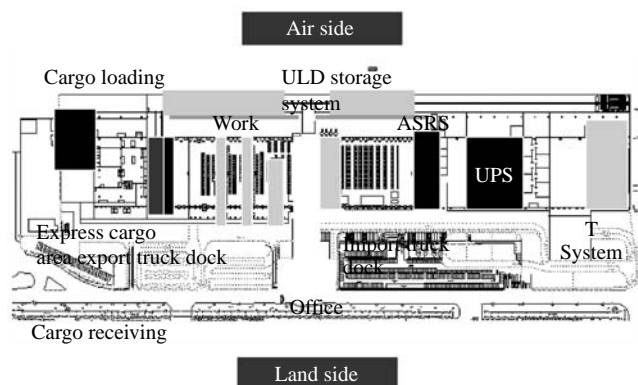 Air side
Cargo loading
ULD storage
system
Work
ASRS
UPS
Express cargo
area export truck dock
Import truck
dock
T
System
Office
Cargo receiving
Land side